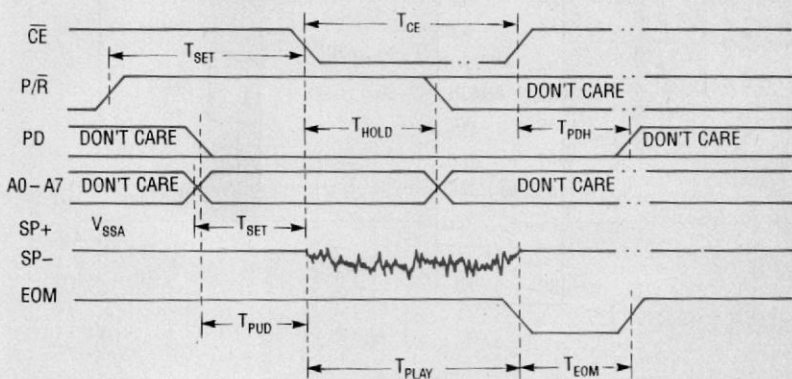 T_CE
C̅E̅
T_SET
P/R̅
DON'T CARE
T_HOLD
T_PDH
PD
DON'T CARE
DON'T CARE
A0 – A7
DON'T CARE
DON'T CARE
SP+
V_SSA
T_SET
SP–
EOM
T_PUD
T_PLAY
T_EOM